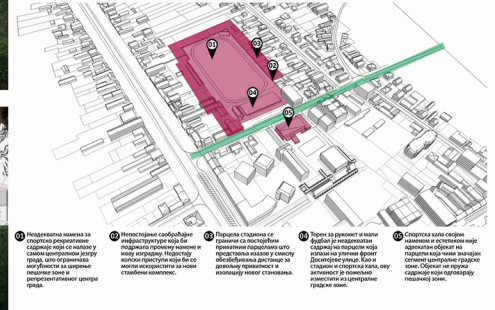 01
03
02
04
05
01 Неадекватна намена за
спортско рекреативне
садржаје који се налазе у
самом централном језгру
града, што ограничава
могућности за ширење
пешачке зоне и
репрезентативног центра
града.
02 Непостојање саобраћајне
инфраструктуре која би
подржала промену намене и
нову изградњу. Недостају
колски приступи који би се
могли искористити за нови
стамбени комплекс.
03 Парцела стадиона се
граничи са постојећим
приватним парцелама што
представља изазов у смислу
обезбеђивања дистанце за
довољну приватност и
изолацију новог становања.
04 Терен за рукомет и мали
фудбал је неадекватан
садржај на парцели која
излази на улични фронт
Доситејеве улице. Као и
стадион и спортска хала, ову
активност је пожељно
изместити из централне
градске зоне.
05 Спортска хала својом
наменом и естетиком није
адекватан објекат на
парцели која чини значајан
сегмент централне градске
зоне. Објекат не пружа
садржаје који одговарају
пешачкој зони.